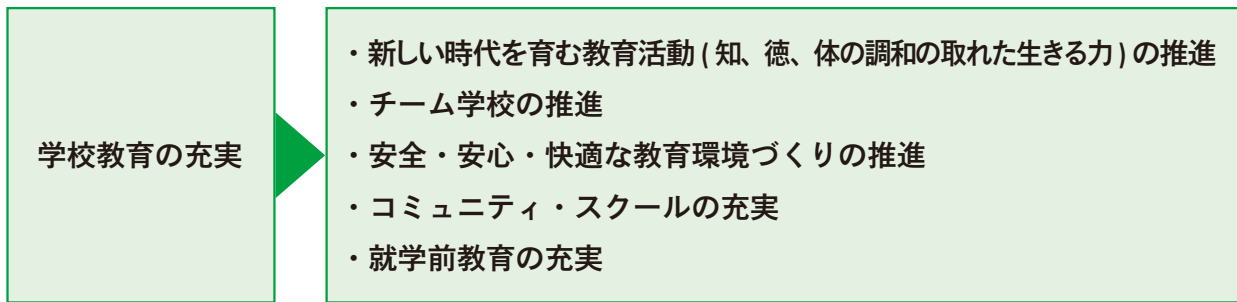 学校教育の充実
・新しい時代を育む教育活動(知、徳、体の調和の取れた生きる力)の推進
・チーム学校の推進
・安全・安心・快適な教育環境づくりの推進
・コミュニティ・スクールの充実
・就学前教育の充実